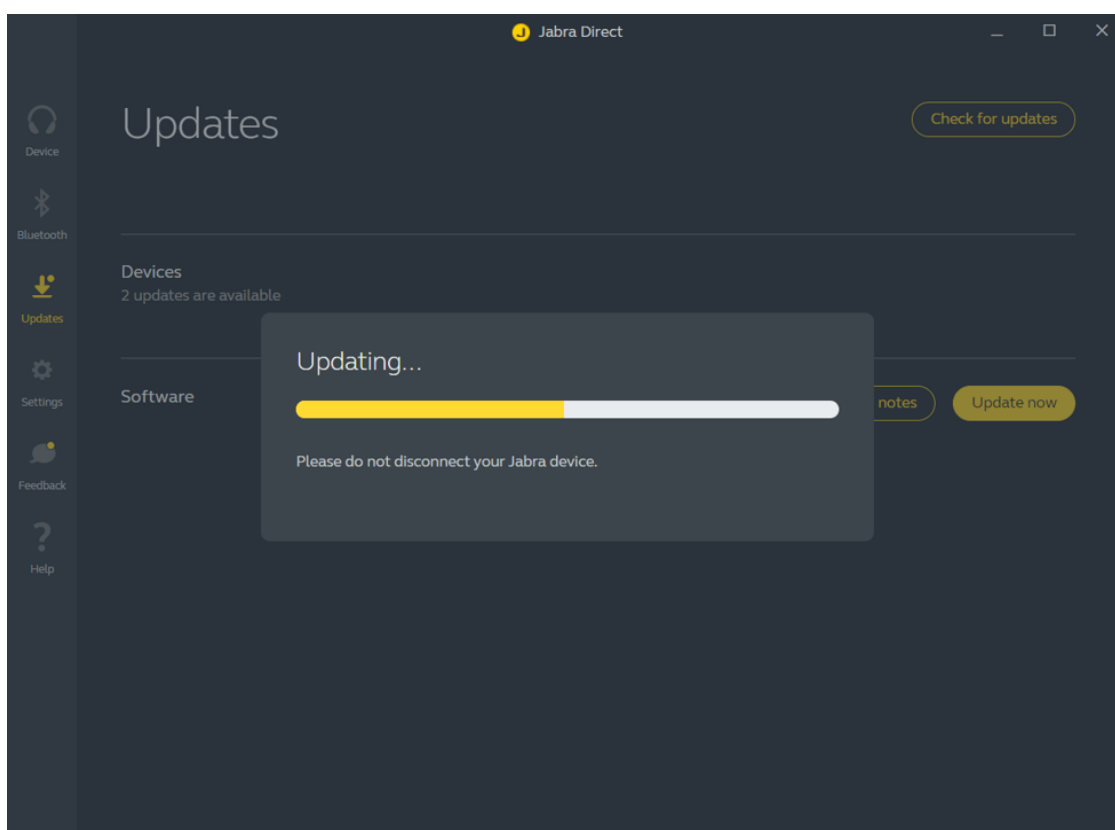 Jabra Direct
Updates
Check for updates
Device
Bluetooth
Devices
2 updates are available
Updates
Updating...
Settings
Software
notes
Update now
Please do not disconnect your Jabra device.
Feedback
?
Help